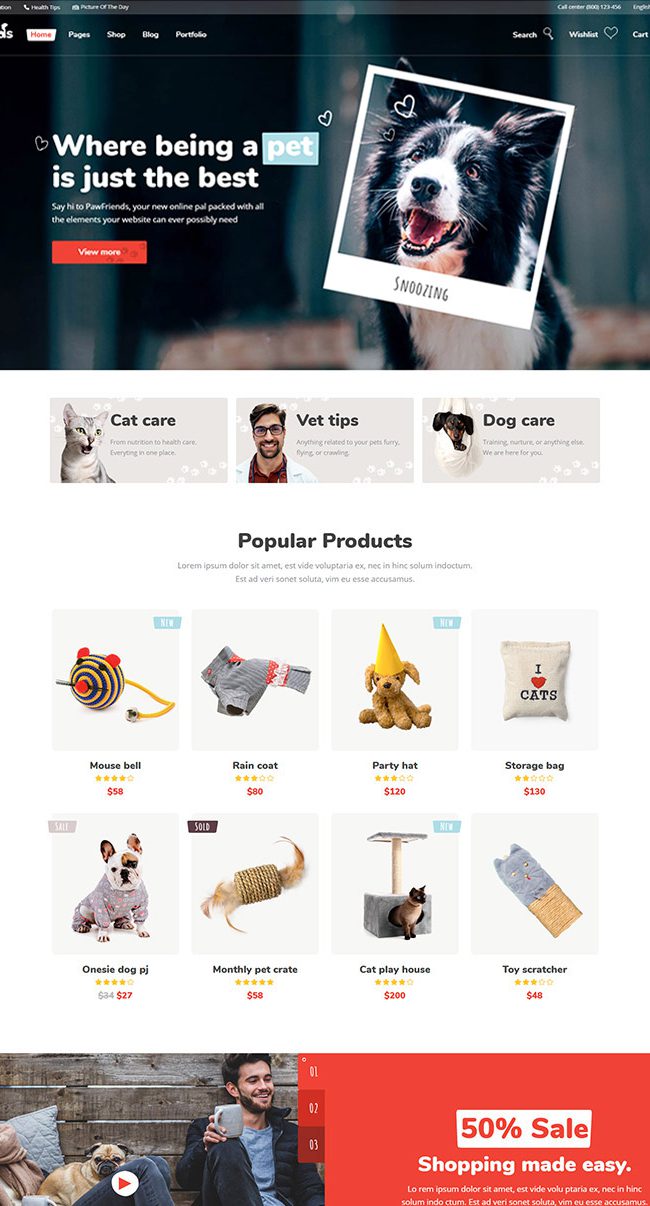 Health Tips Picture Of The Day Call center (800) 123-456 English
Home Pages Shop Blog Portfolio Search Wishlist Cart
Where being a pet
is just the best
Say hi to PawFriends, your new online pal packed with all
the elements your website can ever possibly need
View more
Snoozing
Cat care
From nutrition to health care.
Everyting in one place.
Vet tips
Anything related to your pets furry,
flying, or crawling.
Dog care
Training, nurture, or anything else.
We are here for you.
Popular Products
Lorem ipsum dolor sit amet, est vide voluptaria ex, nec in hinc solum indoctum.
Est ad veri sonet soluta, vim eu esse accusamus.
New
New
I
CATS
Mouse bell
$58
Rain coat
$80
Party hat
$120
Storage bag
$130
Sale
Sold
New
Onesie dog pj
$34 $27
Monthly pet crate
$58
Cat play house
$200
Toy scratcher
$48
01
02
03
50% Sale
Shopping made easy.
Lo rem ipsum dolor sit amet, vide voluptaria ex, nec in hinc
ind octum. Est ad veri sonet soluta, vim eu esse accusamus.